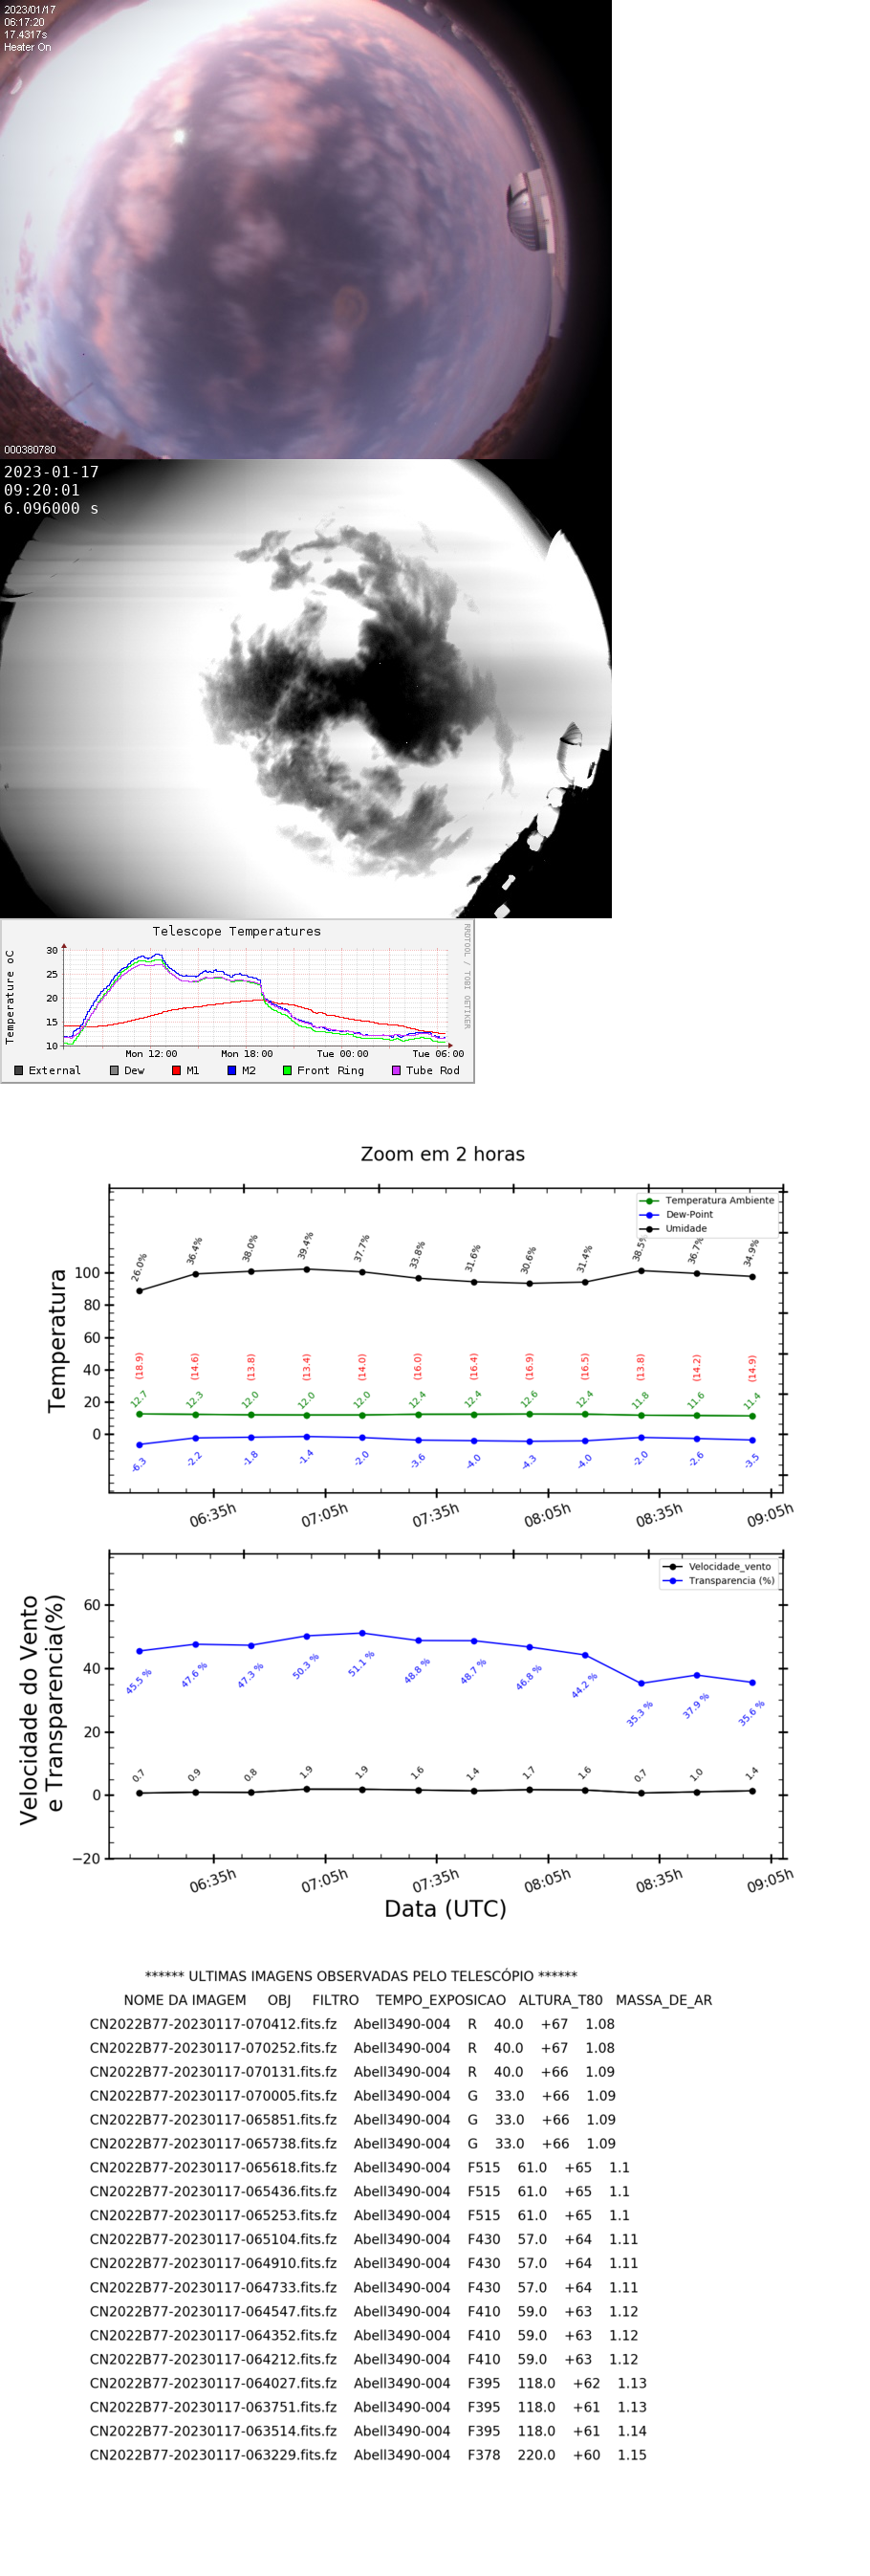 2023/01/17
06:17:20
17.4317s
Heater On
000380780
2023-01-17
09:20:01
6.096000 s
Telescope Temperatures
RRDTOOL / TOBI OETIKER
Temperature oC
30
25
20
15
10
Mon 12:00 Mon 18:00 Tue 00:00 Tue 06:00
External Dew M1 M2 Front Ring Tube Rod
Zoom em 2 horas
Temperatura Ambiente
Dew-Point
Umidade
Temperatura
100
80
60
40
20
0
26.0% 36.4% 38.0% 39.4% 37.7% 33.8% 31.6% 30.6% 31.4% 38.5% 36.7% 34.9%
(18.9) (14.6) (13.8) (13.4) (14.0) (16.0) (16.4) (16.9) (16.5) (13.8) (14.2) (14.9)
12.7 12.3 12.0 12.0 12.0 12.4 12.4 12.6 12.4 11.8 11.6 11.4
-6.3 -2.2 -1.8 -1.4 -2.0 -3.6 -4.0 -4.3 -4.0 -2.0 -2.6 -3.5
06:35h 07:05h 07:35h 08:05h 08:35h 09:05h
Velocidade_vento
Transparencia (%)
Velocidade do Vento
e Transparencia(%)
60
40
20
0
−20
45.5 % 47.6 % 47.3 % 50.3 % 51.1 % 48.8 % 48.7 % 46.8 % 44.2 % 35.3 % 37.9 % 35.6 %
0.7 0.9 0.8 1.9 1.9 1.6 1.4 1.7 1.6 0.7 1.0 1.4
06:35h 07:05h 07:35h 08:05h 08:35h 09:05h
Data (UTC)
****** ULTIMAS IMAGENS OBSERVADAS PELO TELESCÓPIO ******
NOME DA IMAGEM OBJ FILTRO TEMPO_EXPOSICAO ALTURA_T80 MASSA_DE_AR
CN2022B77-20230117-070412.fits.fz Abell3490-004 R 40.0 +67 1.08
CN2022B77-20230117-070252.fits.fz Abell3490-004 R 40.0 +67 1.08
CN2022B77-20230117-070131.fits.fz Abell3490-004 R 40.0 +66 1.09
CN2022B77-20230117-070005.fits.fz Abell3490-004 G 33.0 +66 1.09
CN2022B77-20230117-065851.fits.fz Abell3490-004 G 33.0 +66 1.09
CN2022B77-20230117-065738.fits.fz Abell3490-004 G 33.0 +66 1.09
CN2022B77-20230117-065618.fits.fz Abell3490-004 F515 61.0 +65 1.1
CN2022B77-20230117-065436.fits.fz Abell3490-004 F515 61.0 +65 1.1
CN2022B77-20230117-065253.fits.fz Abell3490-004 F515 61.0 +65 1.1
CN2022B77-20230117-065104.fits.fz Abell3490-004 F430 57.0 +64 1.11
CN2022B77-20230117-064910.fits.fz Abell3490-004 F430 57.0 +64 1.11
CN2022B77-20230117-064733.fits.fz Abell3490-004 F430 57.0 +64 1.11
CN2022B77-20230117-064547.fits.fz Abell3490-004 F410 59.0 +63 1.12
CN2022B77-20230117-064352.fits.fz Abell3490-004 F410 59.0 +63 1.12
CN2022B77-20230117-064212.fits.fz Abell3490-004 F410 59.0 +63 1.12
CN2022B77-20230117-064027.fits.fz Abell3490-004 F395 118.0 +62 1.13
CN2022B77-20230117-063751.fits.fz Abell3490-004 F395 118.0 +61 1.13
CN2022B77-20230117-063514.fits.fz Abell3490-004 F395 118.0 +61 1.14
CN2022B77-20230117-063229.fits.fz Abell3490-004 F378 220.0 +60 1.15